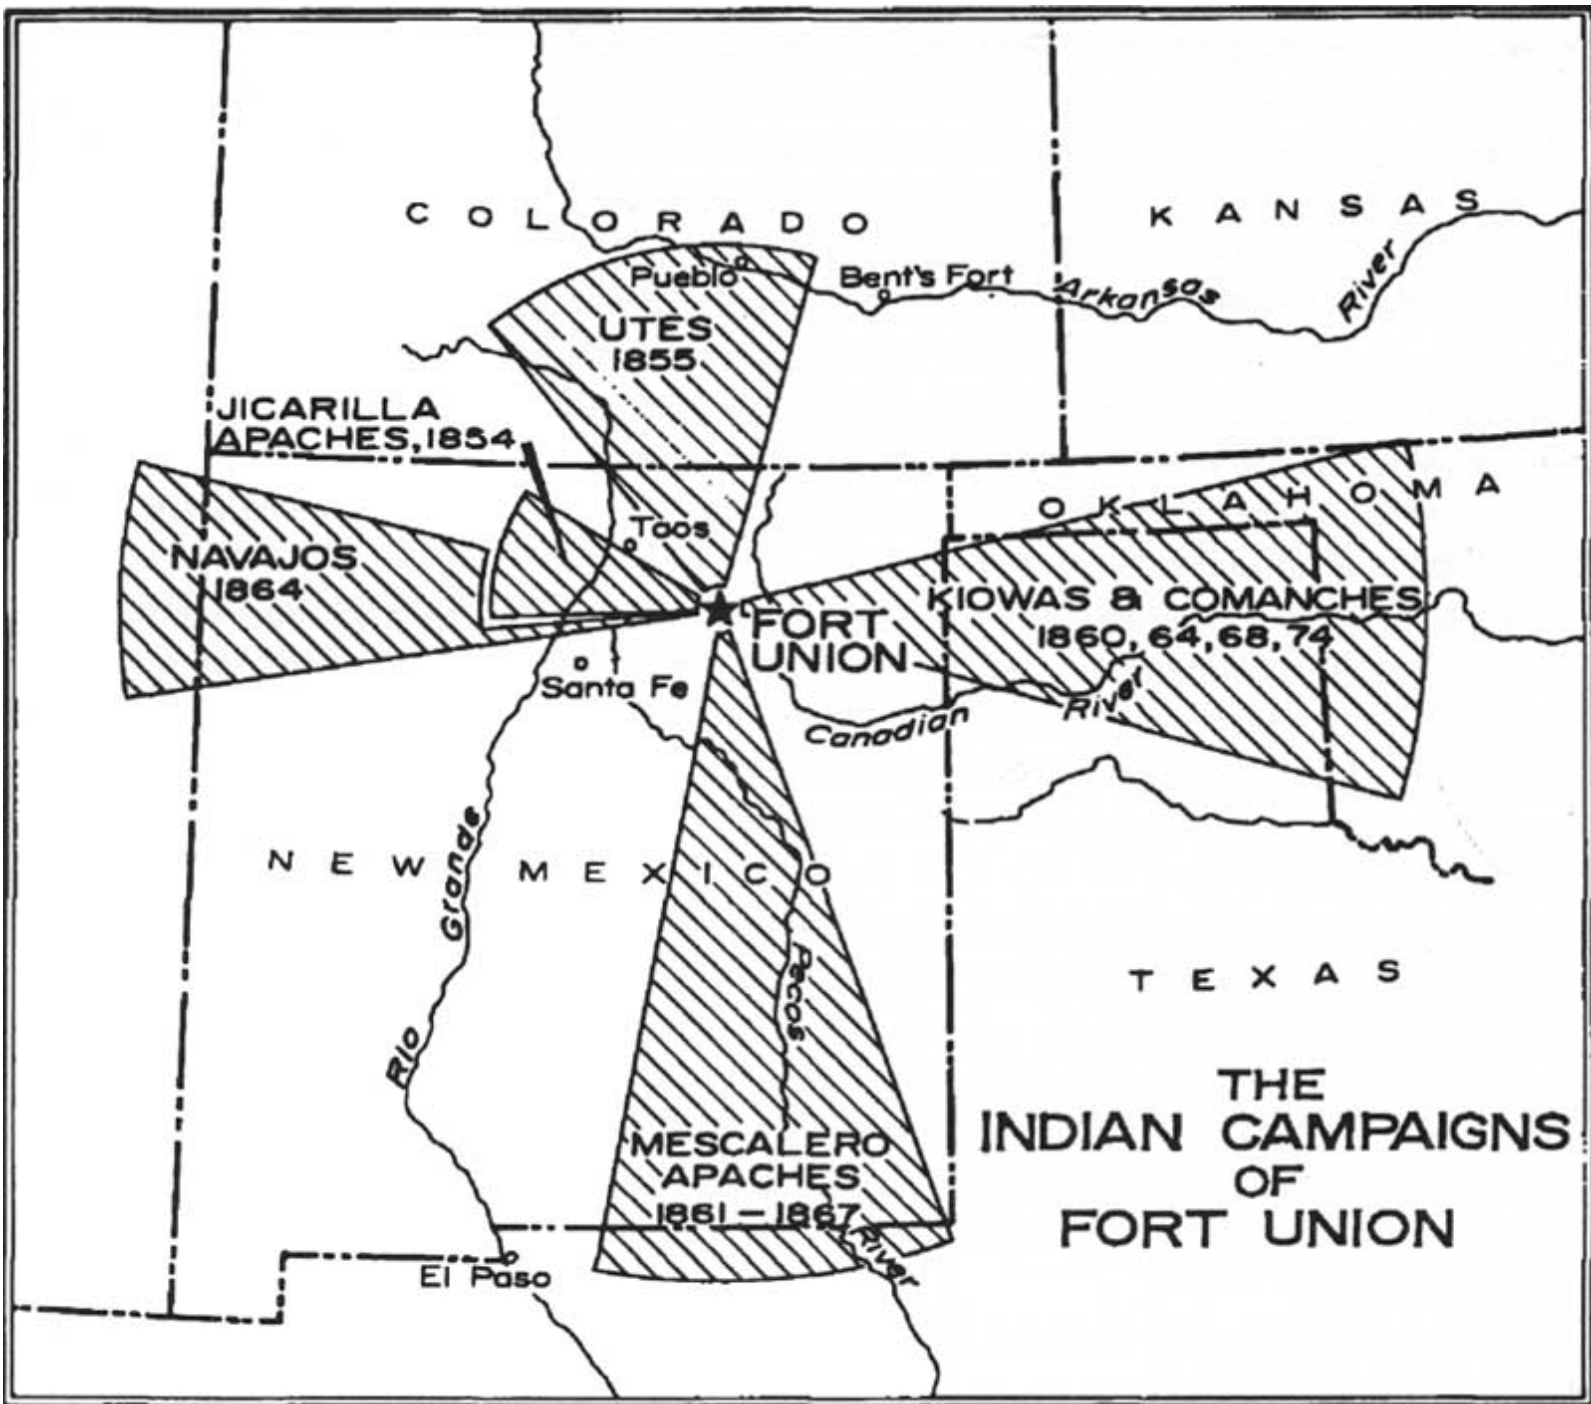 COLORADO
KANSAS
Pueblo
Bent's Fort
Arkansas
River
UTES
1855
JICARILLA
APACHES, 1854
OKLAHOMA
Taos
NAVAJOS
1864
KIOWAS & COMANCHES
1860, 64, 68, 74
FORT
UNION
Santa Fe
Canadian
River
NEW MEXICO
Rio
Grande
Pecos
River
TEXAS
MESCALERO
APACHES
1861 – 1867
El Paso
THE
INDIAN CAMPAIGNS
OF
FORT UNION